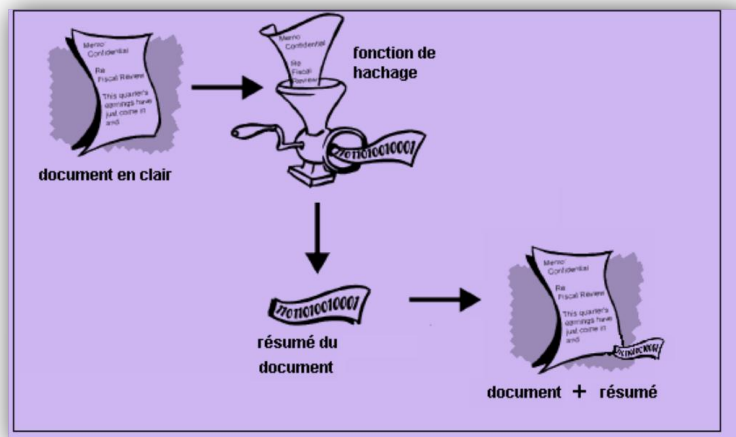 Memo
Confidential
Re
Fiscal Review
This quarter's
earnings have
just come in
and
document en clair
Memo
Confidential
Re
Fiscal
Review
fonction de
hachage
11011010010001
11011010010001
résumé du
document
Memo
Confidential
Re
Fiscal Review
This quarter's
earnings have
just come in
and
document + résumé